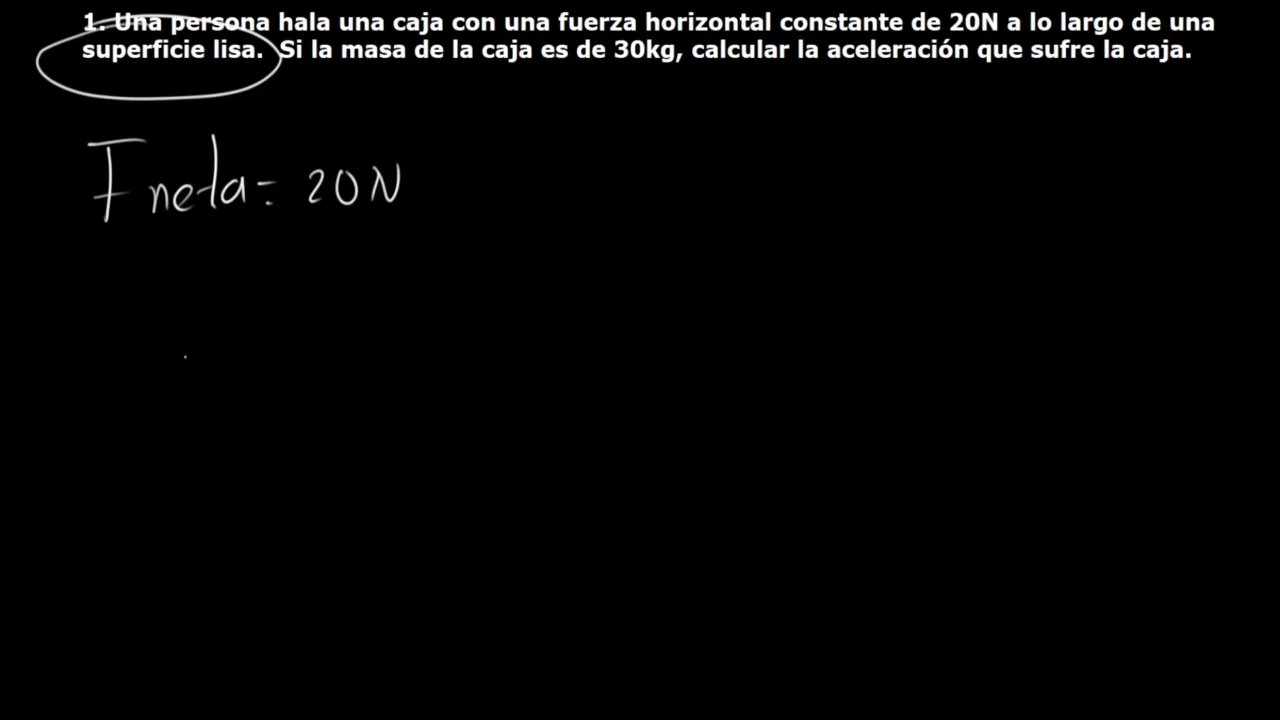 1. Una persona hala una caja con una fuerza horizontal constante de 20N a lo largo de una
superficie lisa.  Si la masa de la caja es de 30kg, calcular la aceleración que sufre la caja.
Fneta= 20N